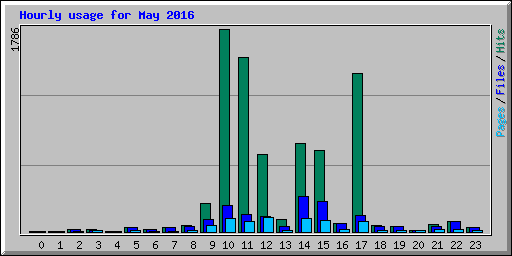 Hourly usage for May 2016
1786
Pages / Files / Hits
0 1 2 3 4 5 6 7 8 9 10 11 12 13 14 15 16 17 18 19 20 21 22 23